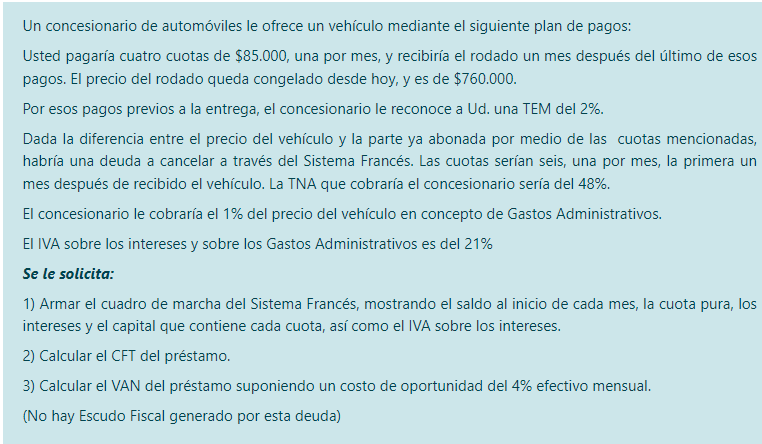 Un concesionario de automóviles le ofrece un vehículo mediante el siguiente plan de pagos:
Usted pagaría cuatro cuotas de $85.000, una por mes, y recibiría el rodado un mes después del último de esos
pagos. El precio del rodado queda congelado desde hoy, y es de $760.000.
Por esos pagos previos a la entrega, el concesionario le reconoce a Ud. una TEM del 2%.
Dada la diferencia entre el precio del vehículo y la parte ya abonada por medio de las cuotas mencionadas,
habría una deuda a cancelar a través del Sistema Francés. Las cuotas serían seis, una por mes, la primera un
mes después de recibido el vehículo. La TNA que cobraría el concesionario sería del 48%.
El concesionario le cobraría el 1% del precio del vehículo en concepto de Gastos Administrativos.
El IVA sobre los intereses y sobre los Gastos Administrativos es del 21%
Se le solicita:
1) Armar el cuadro de marcha del Sistema Francés, mostrando el saldo al inicio de cada mes, la cuota pura, los
intereses y el capital que contiene cada cuota, así como el IVA sobre los intereses.
2) Calcular el CFT del préstamo.
3) Calcular el VAN del préstamo suponiendo un costo de oportunidad del 4% efectivo mensual.
(No hay Escudo Fiscal generado por esta deuda)